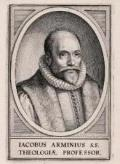 IACOBUS ARMINIUS S.S.
THEOLOGIÆ, PROFESSOR.